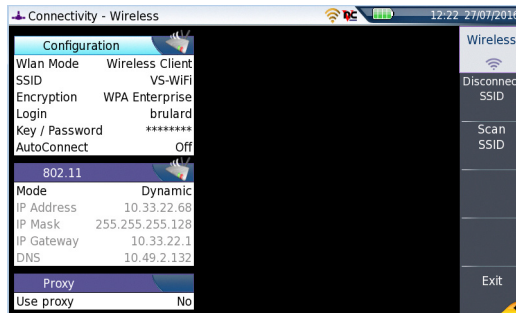 Connectivity - Wireless
12:22 27/07/2016
Configuration
Wlan Mode Wireless Client
SSID VS-WiFi
Encryption WPA Enterprise
Login brulard
Key / Password ********
AutoConnect Off
802.11
Mode Dynamic
IP Address 10.33.22.68
IP Mask 255.255.255.128
IP Gateway 10.33.22.1
DNS 10.49.2.132
Proxy
Use proxy No
Wireless
Disconnec
SSID
Scan
SSID
Exit